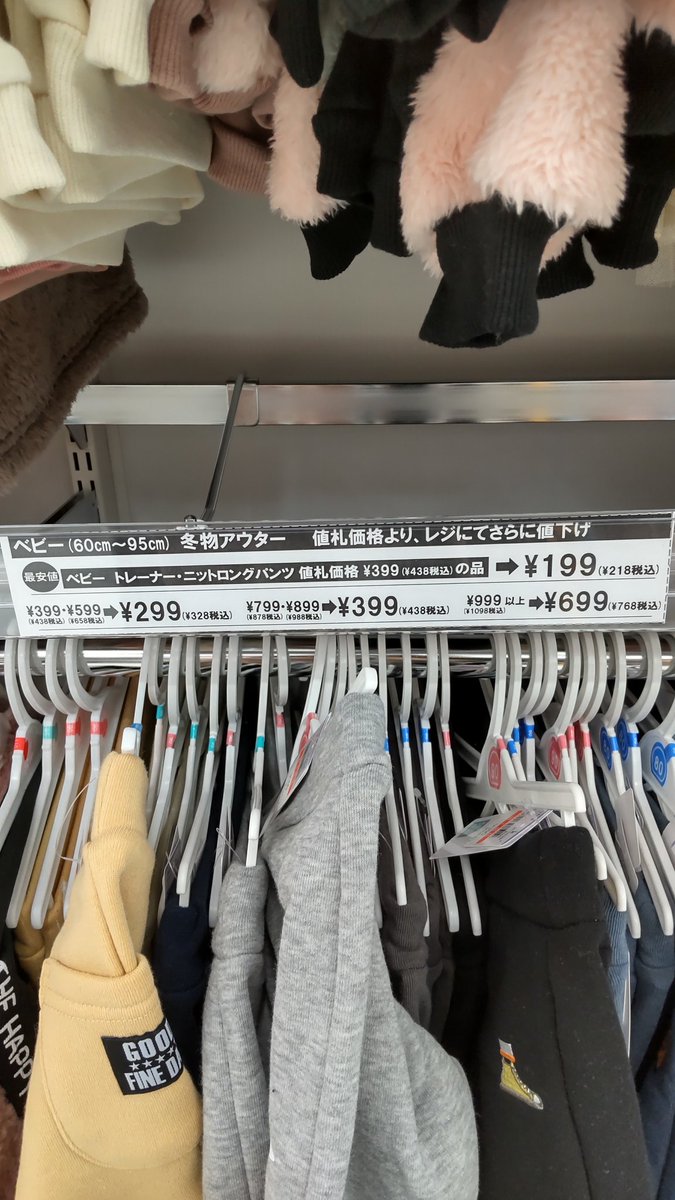 ベビー(60cm〜95cm) 冬物アウター 値札価格より、レジにてさらに値下げ
最安値 ベビー トレーナー・ニットロングパンツ 値札価格 ¥399(¥438税込)の品 → ¥199(¥218税込)
¥399・¥599 → ¥299(¥328税込) ¥799・¥899 → ¥399(¥438税込) ¥999以上 → ¥699(¥768税込)
(¥438税込)(¥658税込) (¥878税込)(¥988税込) (¥1098税込)
80
80
THE HAPPY
GOOD
FINE DA